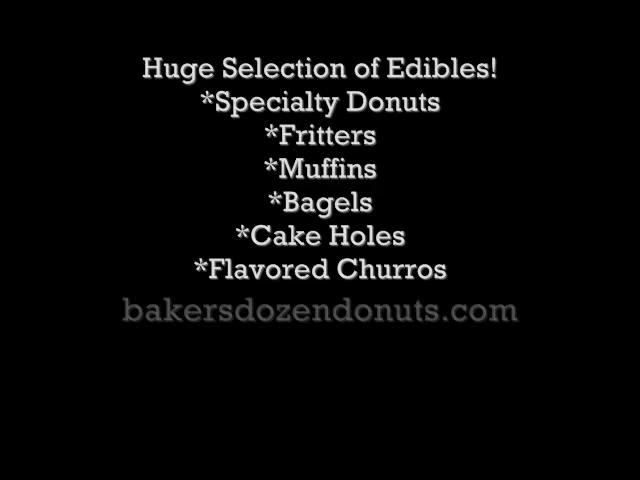 Huge Selection of Edibles!
*Specialty Donuts
*Fritters
*Muffins
*Bagels
*Cake Holes
*Flavored Churros
bakersdozendonuts.com